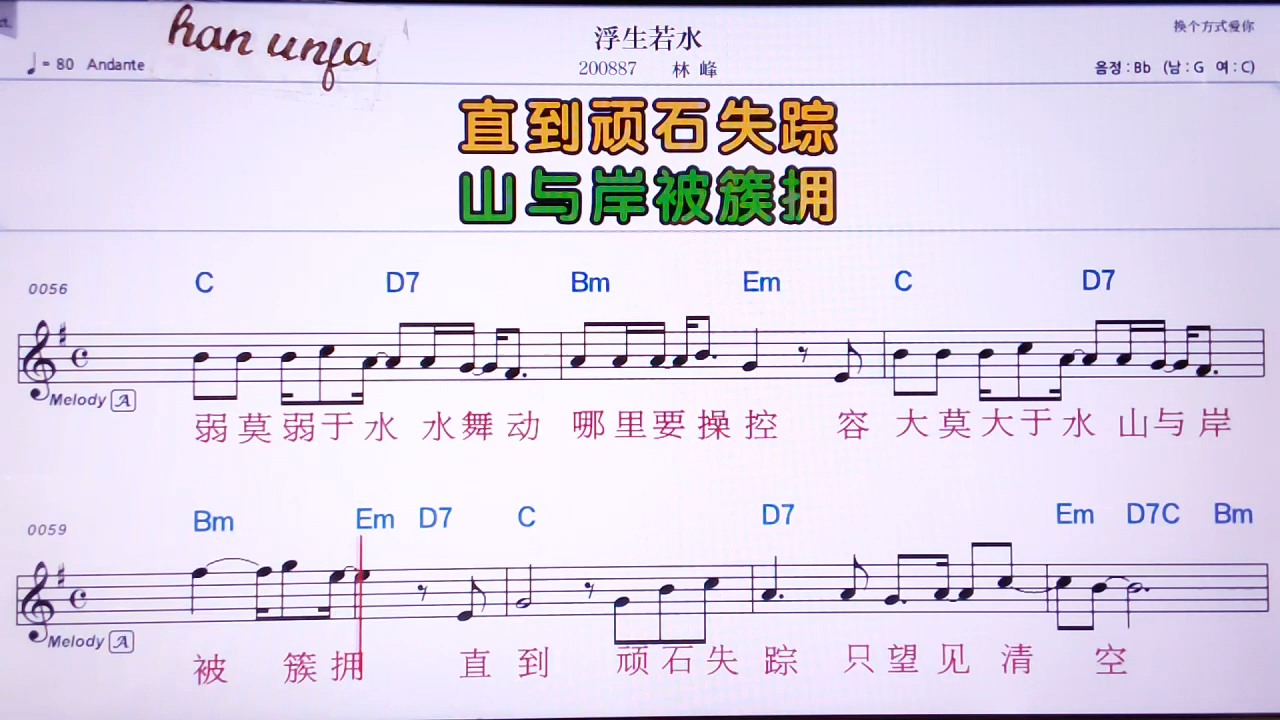 han unfa
浮生若水
换个方式爱你
= 80 Andante
200887 林 峰
음정 : Bb (남 : G 여 : C)
直到顽石失踪
山与岸被簇拥
C D7 Bm Em C D7
0056
Melody A
弱莫弱于水 水舞动 哪里要操控 容大莫大于水 山与岸
Bm Em D7 C D7 Em D7C Bm
0059
Melody A
被 簇拥 直到 顽石失踪 只望见清 空